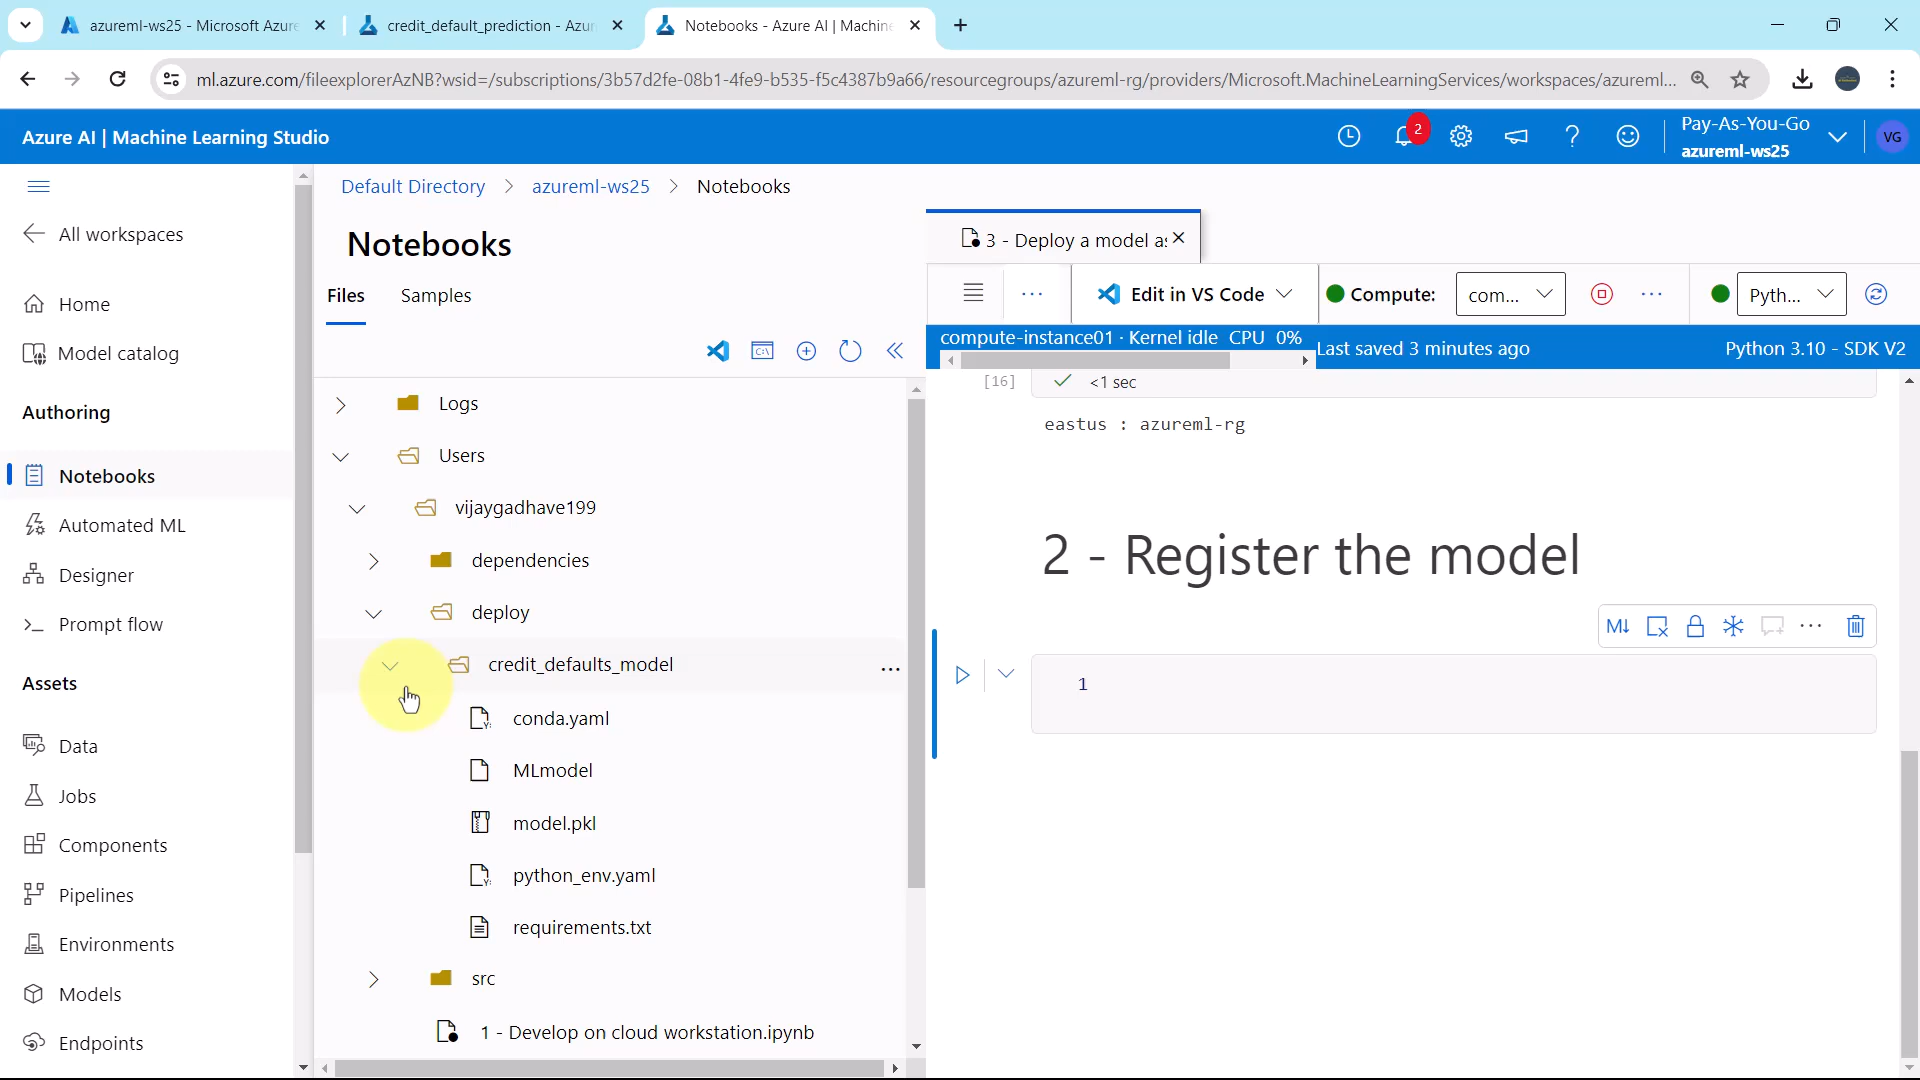 azureml-ws25 - Microsoft Azure
credit_default_prediction - Azur
Notebooks - Azure AI | Machine
ml.azure.com/fileexplorerAzNB?wsid=/subscriptions/3b57d2fe-08b1-4fe9-b535-f5c4387b9a66/resourcegroups/azureml-rg/providers/Microsoft.MachineLearningServices/workspaces/azureml...
Azure AI | Machine Learning Studio
2
Pay-As-You-Go
azureml-ws25
VG
All workspaces
Home
Model catalog
Authoring
Notebooks
Automated ML
Designer
Prompt flow
Assets
Data
Jobs
Components
Pipelines
Environments
Models
Endpoints
Default Directory > azureml-ws25 > Notebooks
Notebooks
Files
Samples
Logs
Users
vijaygadhave199
dependencies
deploy
credit_defaults_model
conda.yaml
MLmodel
model.pkl
python_env.yaml
requirements.txt
src
1 - Develop on cloud workstation.ipynb
3 - Deploy a model as
Edit in VS Code
Compute:
com...
Pyth...
compute-instance01 · Kernel idle CPU 0%
Last saved 3 minutes ago
Python 3.10 - SDK V2
[16]
<1 sec
eastus : azureml-rg
2 - Register the model
M↓
1